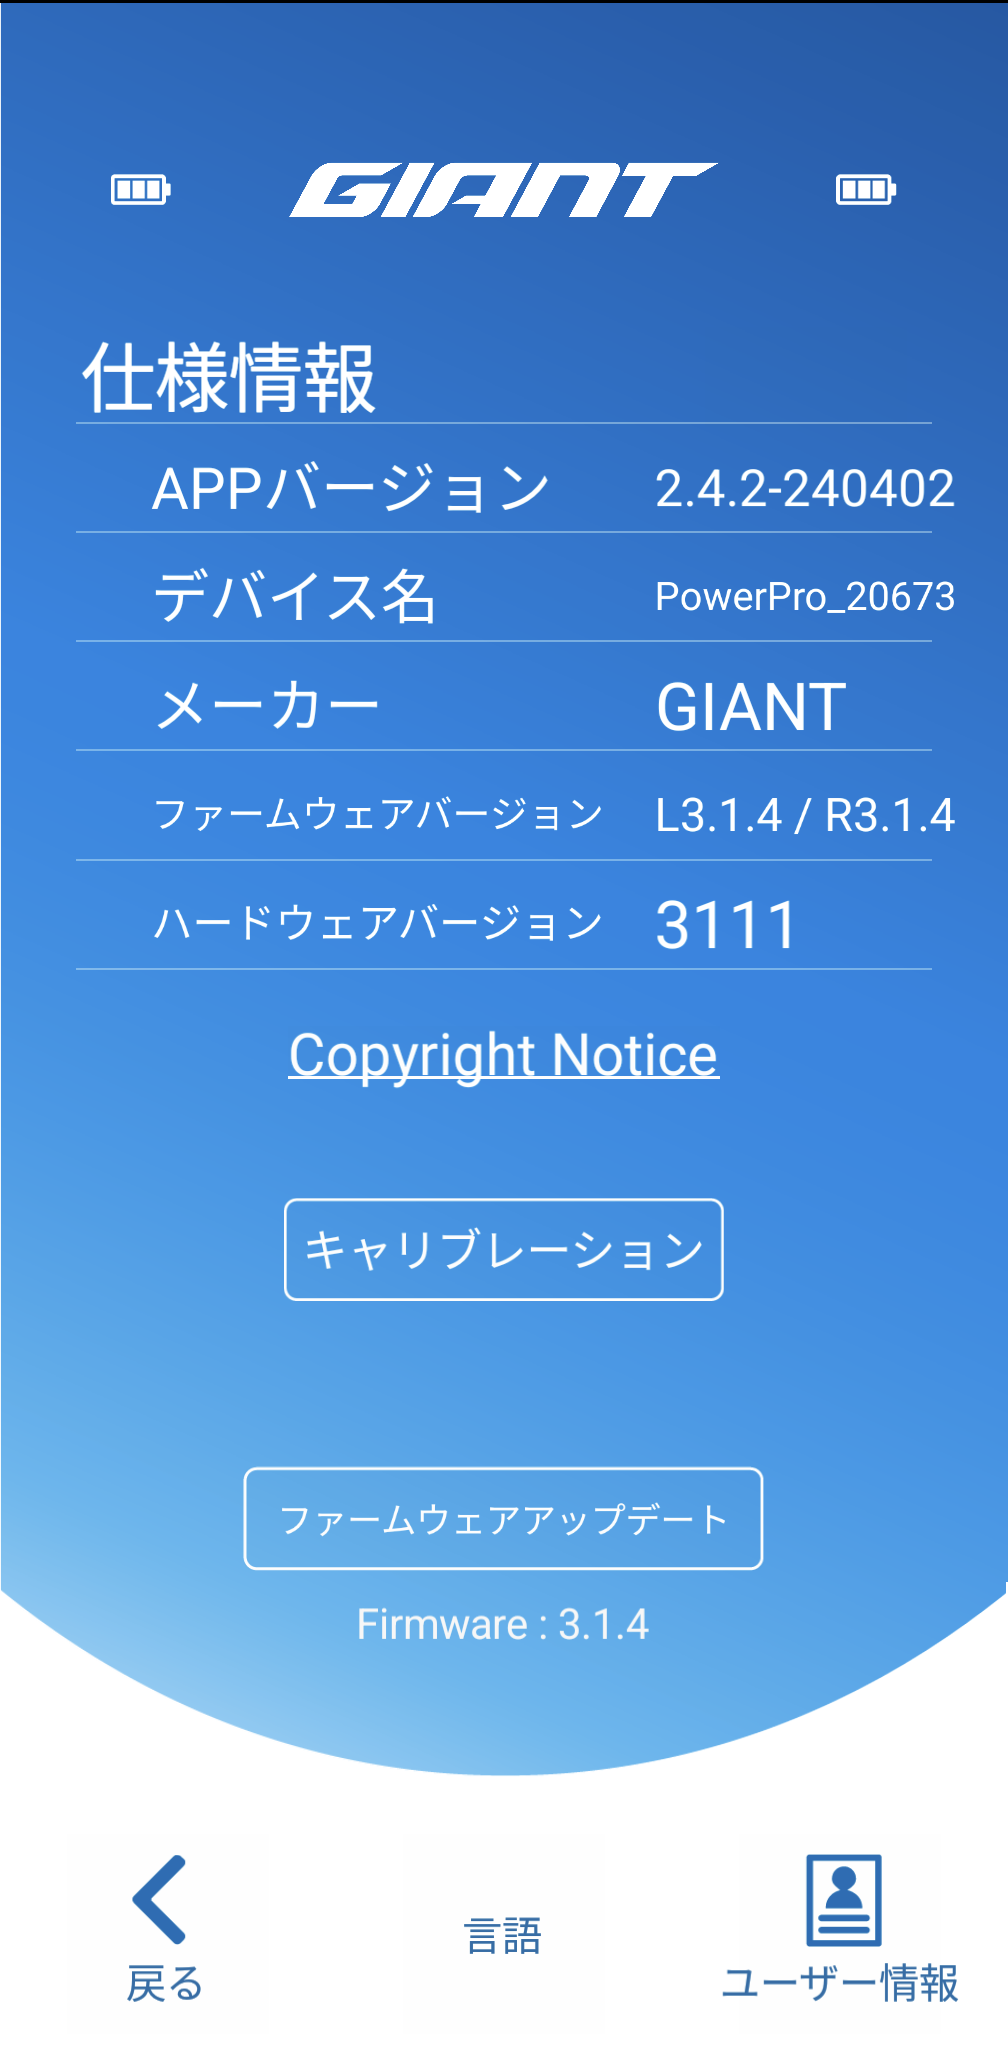 GIANT
仕様情報
APPバージョン 2.4.2-240402
デバイス名 PowerPro_20673
メーカー GIANT
ファームウェアバージョン L3.1.4 / R3.1.4
ハードウェアバージョン 3111
Copyright Notice
キャリブレーション
ファームウェアアップデート
Firmware : 3.1.4
戻る
言語
ユーザー情報